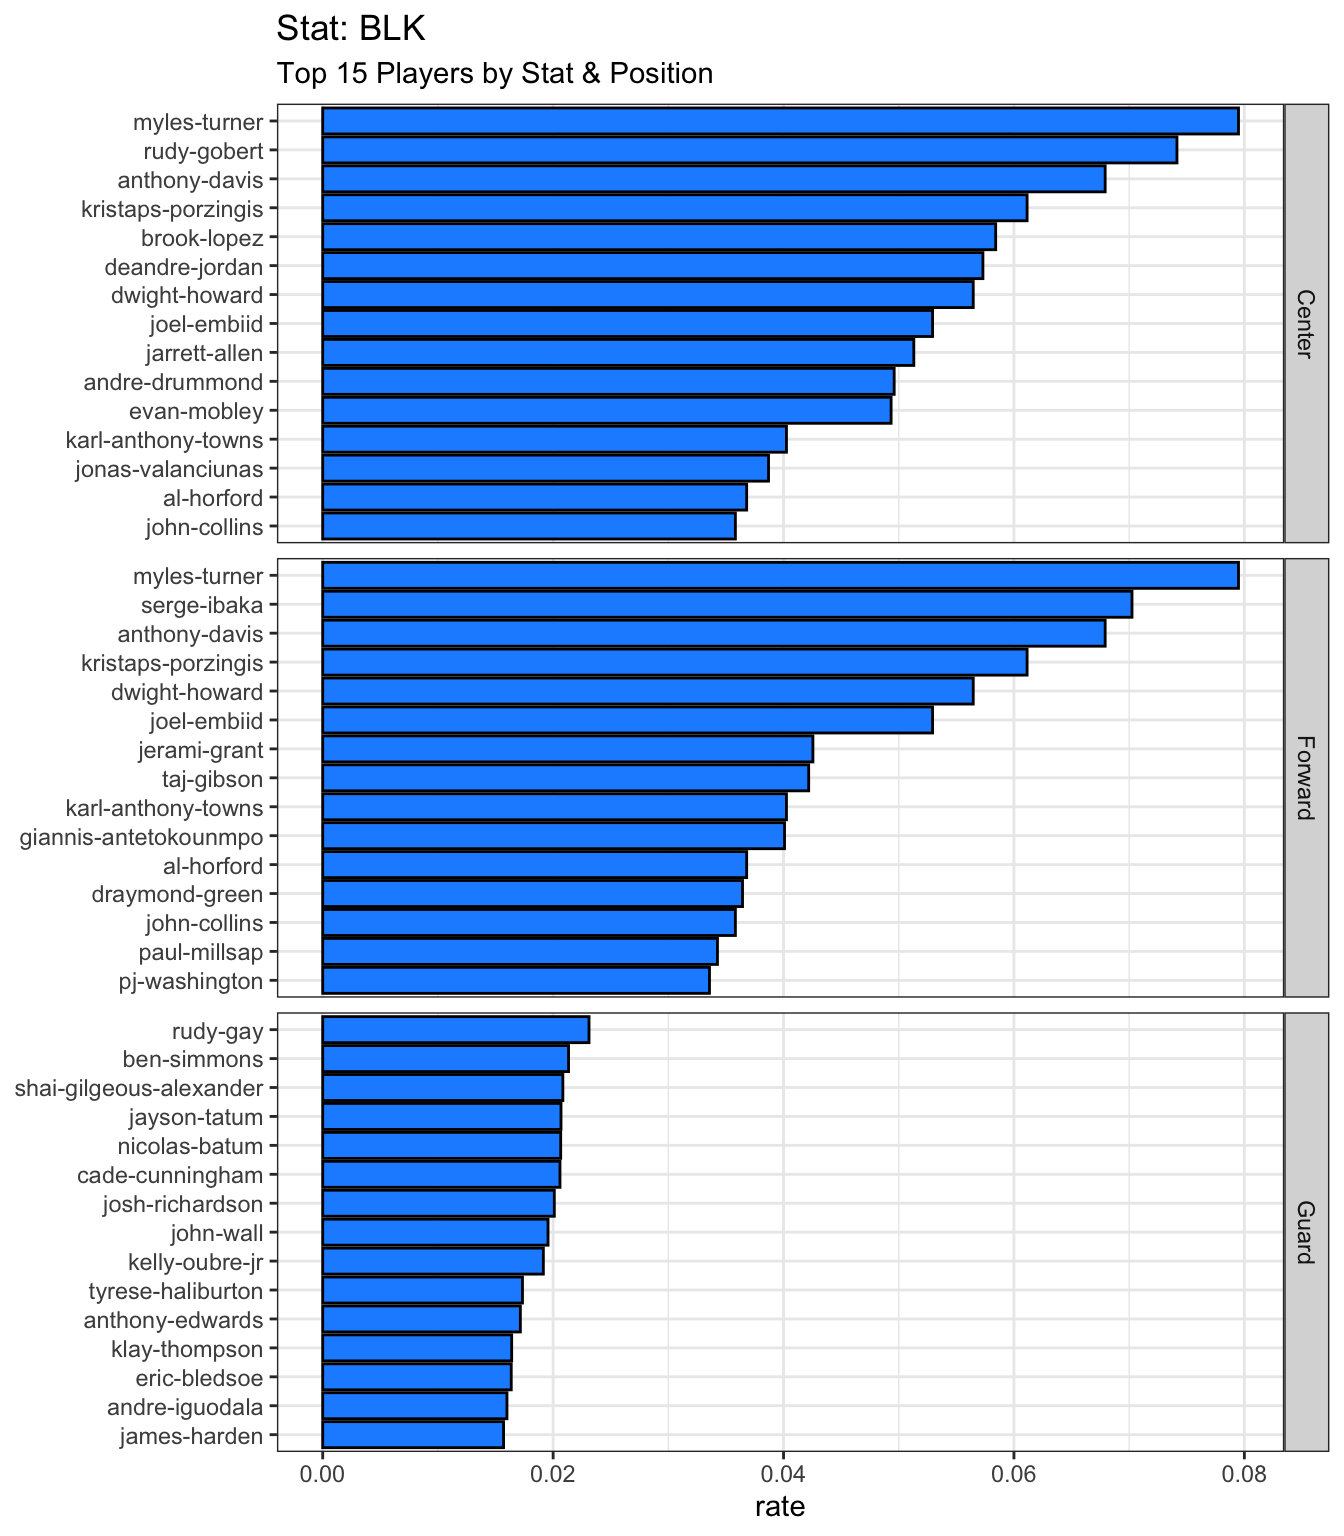 Stat: BLK
Top 15 Players by Stat & Position
myles-turner
rudy-gobert
anthony-davis
kristaps-porzingis
brook-lopez
deandre-jordan
dwight-howard
joel-embiid
jarrett-allen
andre-drummond
evan-mobley
karl-anthony-towns
jonas-valanciunas
al-horford
john-collins
Center
myles-turner
serge-ibaka
anthony-davis
kristaps-porzingis
dwight-howard
joel-embiid
jerami-grant
taj-gibson
karl-anthony-towns
giannis-antetokounmpo
al-horford
draymond-green
john-collins
paul-millsap
pj-washington
Forward
rudy-gay
ben-simmons
shai-gilgeous-alexander
jayson-tatum
nicolas-batum
cade-cunningham
josh-richardson
john-wall
kelly-oubre-jr
tyrese-haliburton
anthony-edwards
klay-thompson
eric-bledsoe
andre-iguodala
james-harden
Guard
0.00 0.02 0.04 0.06 0.08
rate